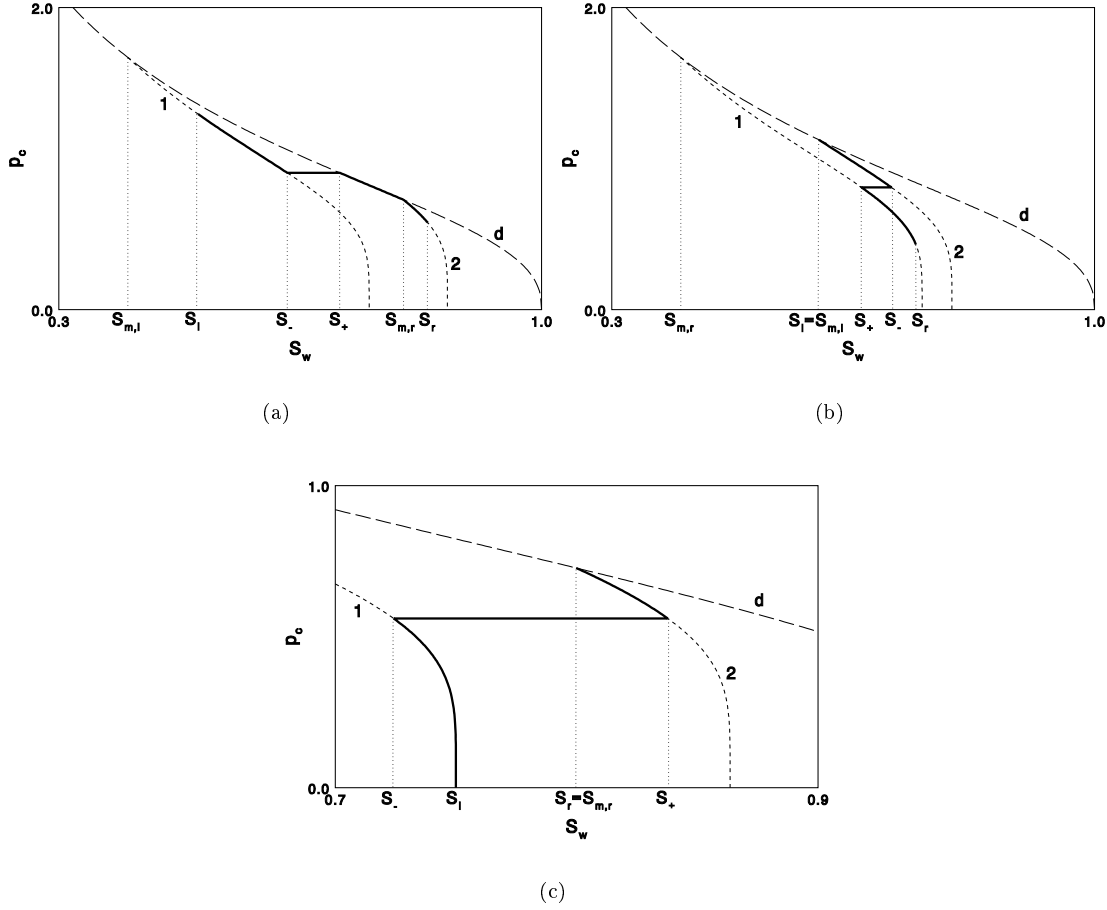 2.0
1
p_c
d
2
0.0
0.3 S_m,l S_l S_- S_+ S_m,r S_r 1.0
S_w
(a)
2.0
1
p_c
d
2
0.0
0.3 S_m,r S_l=S_m,l S_+ S_- S_r 1.0
S_w
(b)
1.0
d
1
p_c
2
0.0
0.7 S_- S_l S_r=S_m,r S_+ 0.9
S_w
(c)